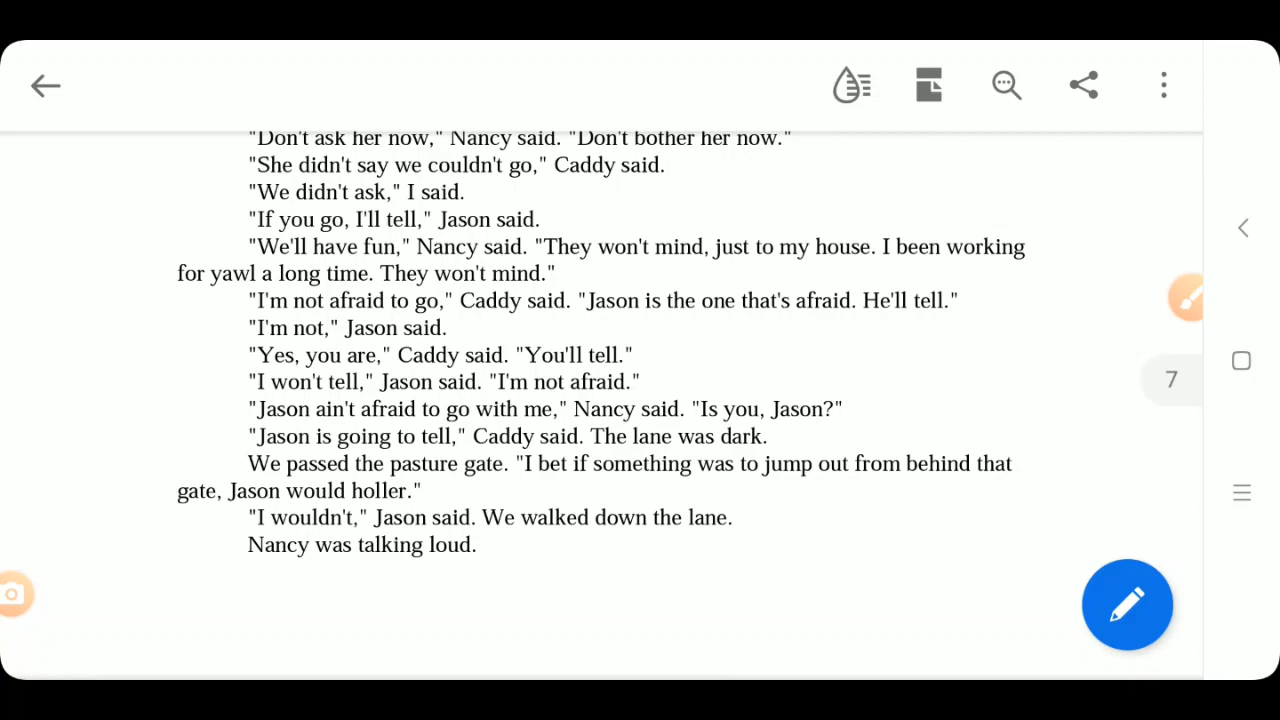 "Don't ask her now," Nancy said. "Don't bother her now."
"She didn't say we couldn't go," Caddy said.
"We didn't ask," I said.
"If you go, I'll tell," Jason said.
"We'll have fun," Nancy said. "They won't mind, just to my house. I been working
for yawl a long time. They won't mind."
"I'm not afraid to go," Caddy said. "Jason is the one that's afraid. He'll tell."
"I'm not," Jason said.
"Yes, you are," Caddy said. "You'll tell."
"I won't tell," Jason said. "I'm not afraid."
"Jason ain't afraid to go with me," Nancy said. "Is you, Jason?"
7
"Jason is going to tell," Caddy said. The lane was dark.
We passed the pasture gate. "I bet if something was to jump out from behind that
gate, Jason would holler."
"I wouldn't," Jason said. We walked down the lane.
Nancy was talking loud.